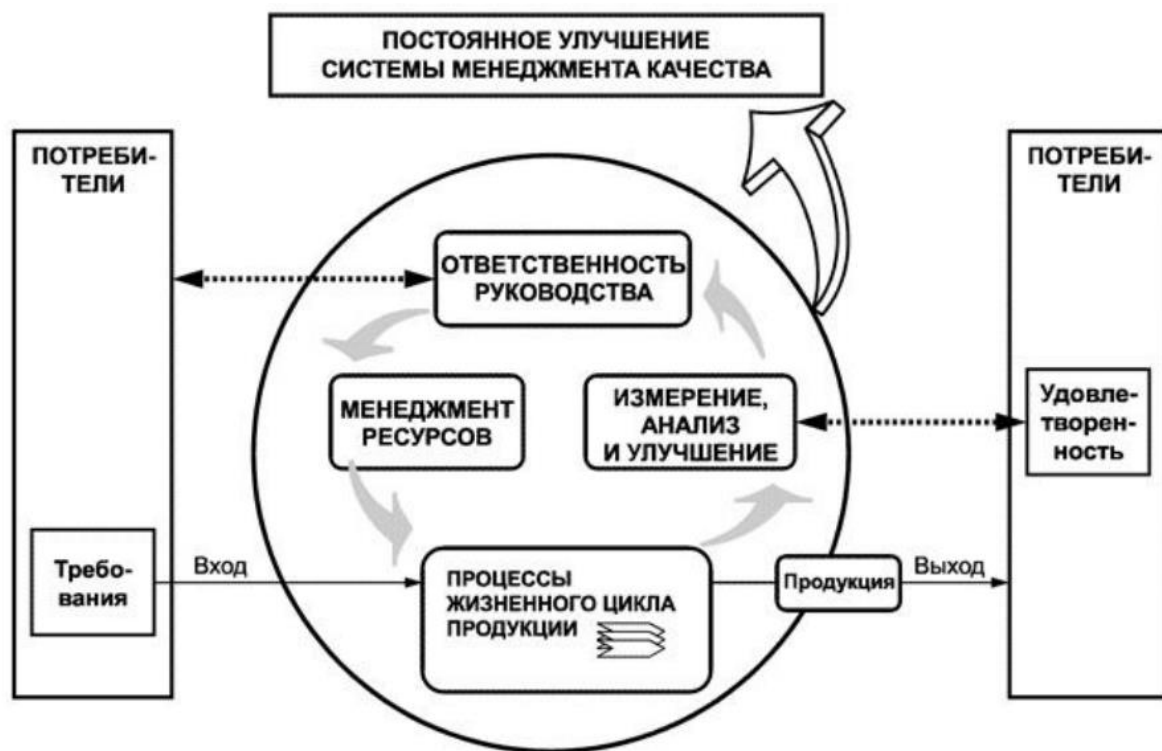 ПОСТОЯННОЕ УЛУЧШЕНИЕ
СИСТЕМЫ МЕНЕДЖМЕНТА КАЧЕСТВА
ПОТРЕБИ-
ТЕЛИ
ПОТРЕБИ-
ТЕЛИ
ОТВЕТСТВЕННОСТЬ
РУКОВОДСТВА
МЕНЕДЖМЕНТ
РЕСУРСОВ
ИЗМЕРЕНИЕ,
АНАЛИЗ
И УЛУЧШЕНИЕ
Удовле-
творен-
ность
Требо-
вания
Вход
ПРОЦЕССЫ
ЖИЗНЕННОГО ЦИКЛА
ПРОДУКЦИИ
Продукция
Выход